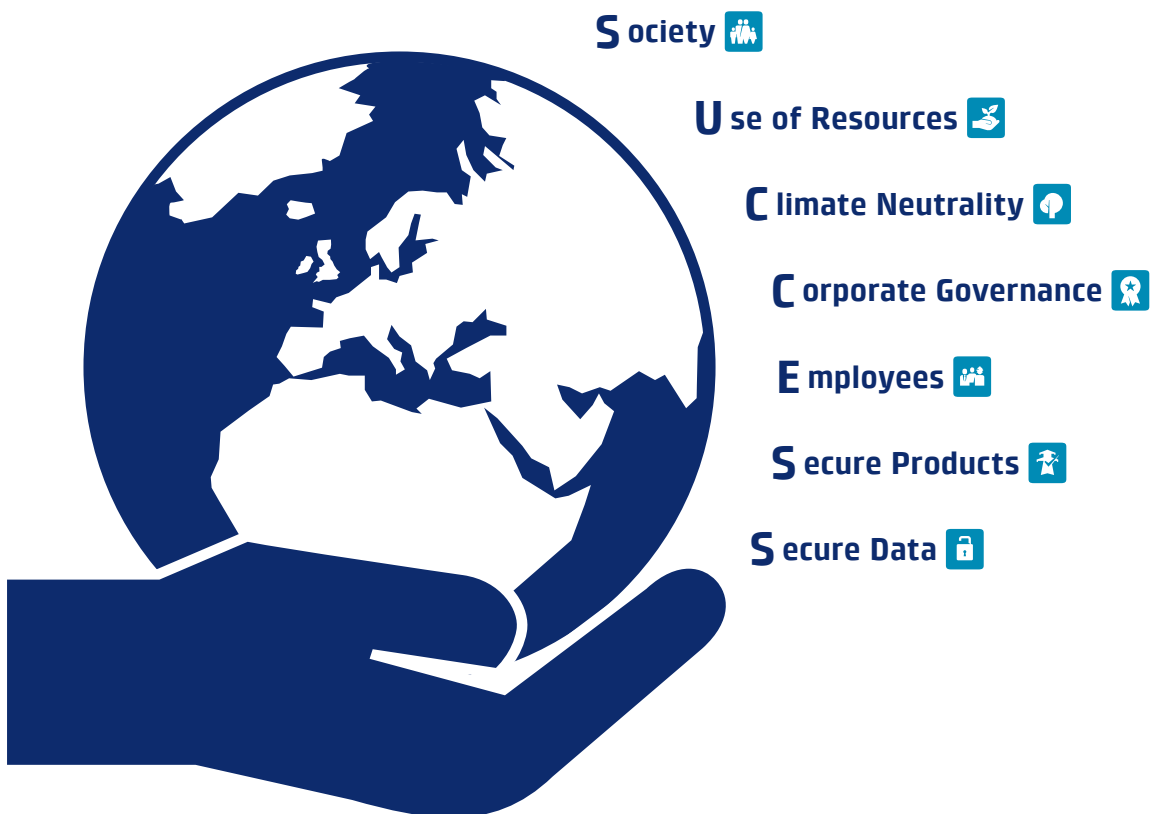 Society
Use of Resources
Climate Neutrality
Corporate Governance
Employees
Secure Products
Secure Data